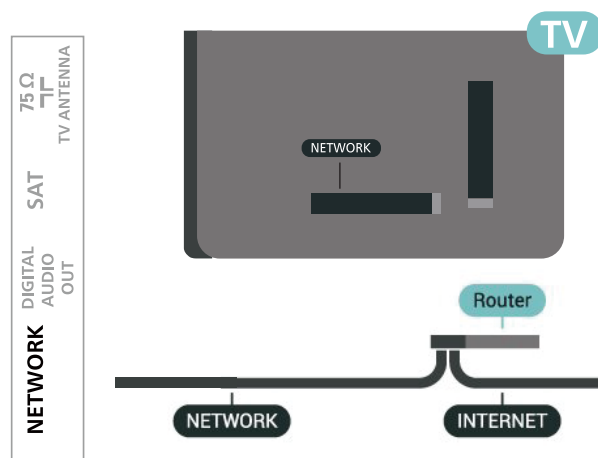 TV
75 Ω
TV ANTENNA
SAT
DIGITAL
AUDIO
OUT
NETWORK
NETWORK
Router
NETWORK
INTERNET